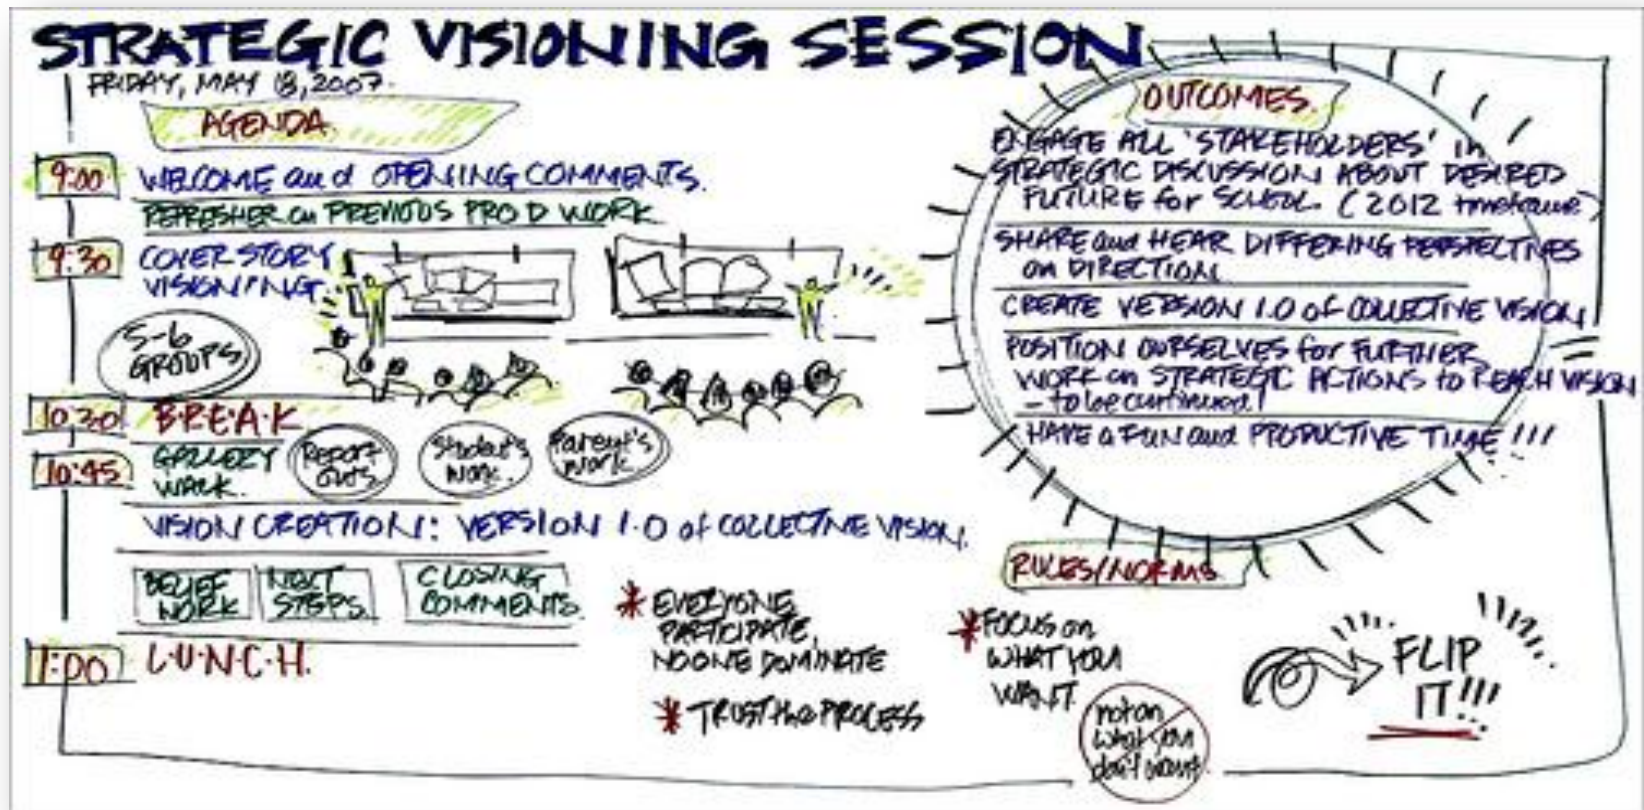 STRATEGIC VISIONING SESSION
FRIDAY, MAY 18, 2007.
AGENDA
9:00
WELCOME and OPENING COMMENTS.
REFRESHER on PREVIOUS PRO D WORK
9:30
COVER STORY
VISIONING.
5-6
GROUPS
10:30
B·R·E·A·K
10:45
GALLERY
WALK.
Report
outs
Student's
work.
Parent's
work.
VISION CREATION: VERSION 1.0 of COLLECTIVE VISION.
BELIEF
WORK
NEXT
STEPS.
CLOSING
COMMENTS.
1:00
L·U·N·C·H.
OUTCOMES.
ENGAGE ALL 'STAKEHOLDERS' in
STRATEGIC DISCUSSION ABOUT DESIRED
FUTURE for SCHOOL. (2012 timeframe)
SHARE and HEAR DIFFERING PERSPECTIVES
on DIRECTION
CREATE VERSION 1.0 of COLLECTIVE VISION
POSITION OURSELVES for FURTHER
WORK on STRATEGIC ACTIONS to REACH VISION
- to be continued!
HAVE a FUN and PRODUCTIVE TIME!!!
RULES/NORMS
* EVERYONE
PARTICIPATE,
NO ONE DOMINATE
* TRUST the PROCESS
* FOCUS on
WHAT YOU
WANT.
not on
what you
don't want.
FLIP
IT!!!